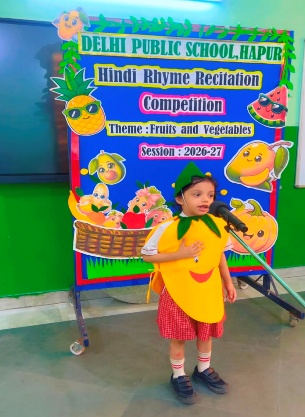 DELHI PUBLIC SCHOOL, HAPUR
Hindi Rhyme Recitation
Competition
Theme : Fruits and Vegetables
Session : 2026-27